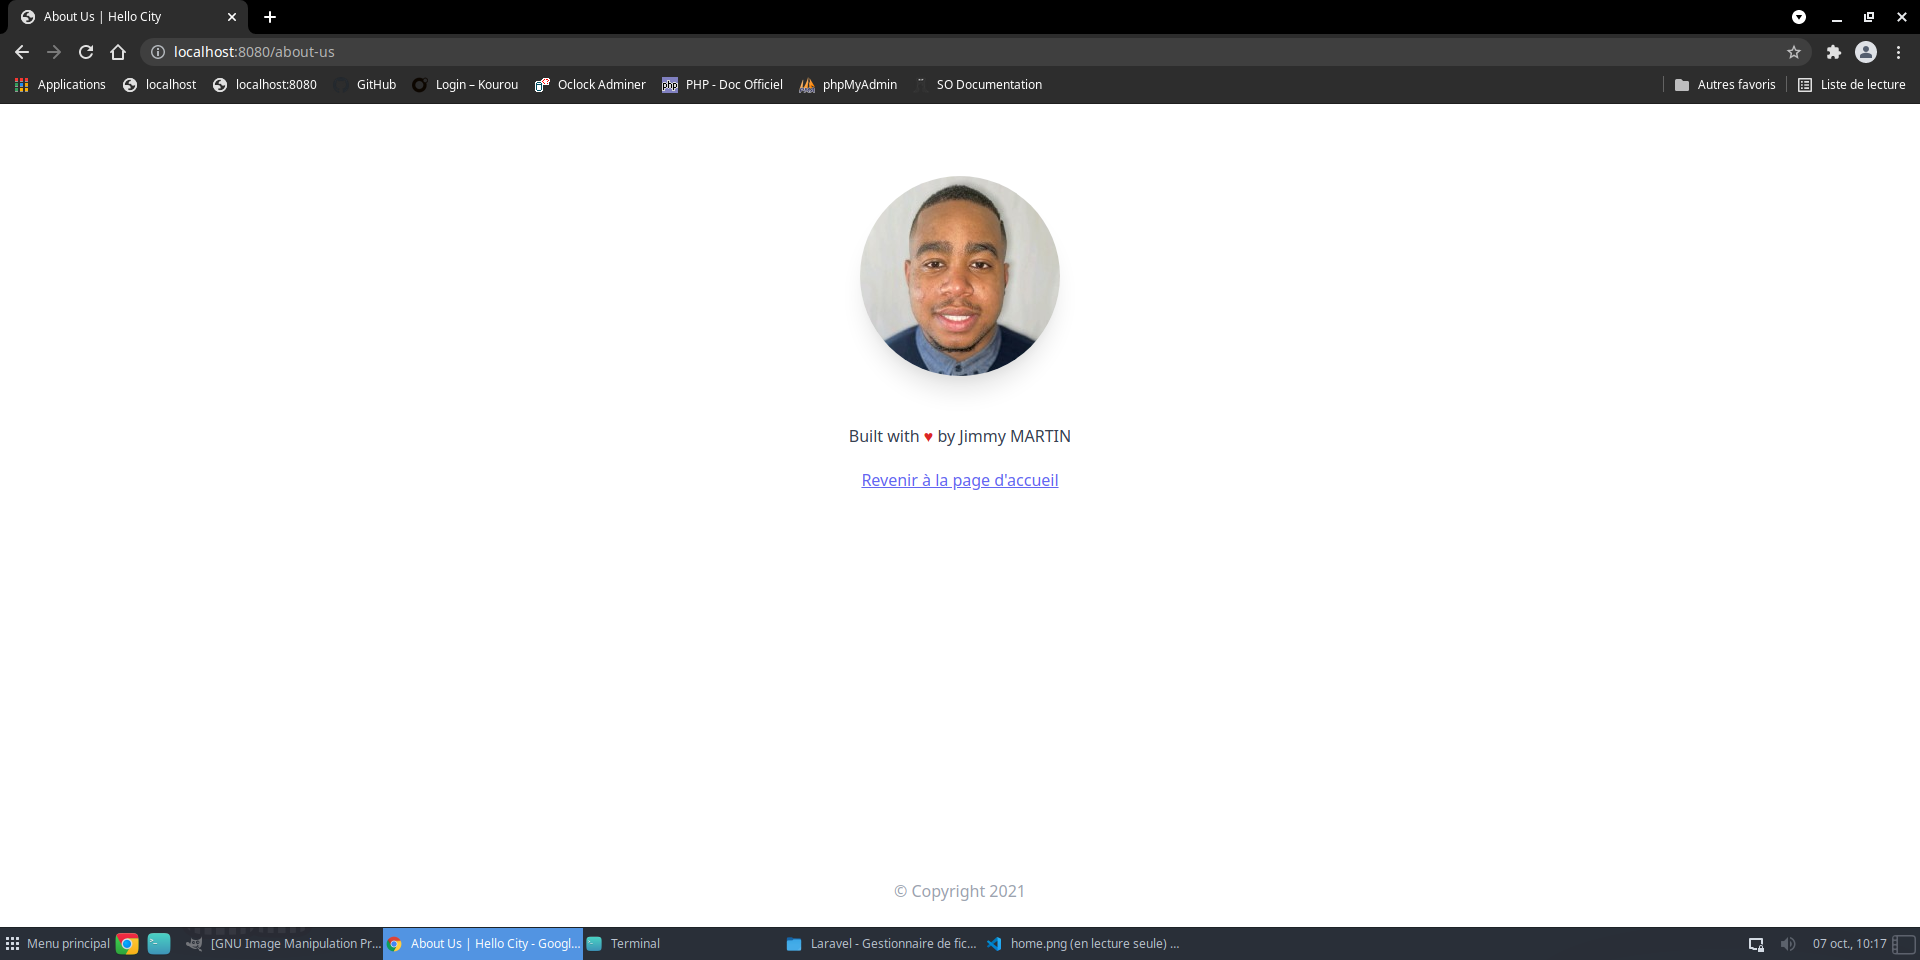 About Us | Hello City
localhost:8080/about-us
Applications localhost localhost:8080 GitHub Login – Kourou Oclock Adminer PHP - Doc Officiel phpMyAdmin SO Documentation Autres favoris Liste de lecture
Built with ♥ by Jimmy MARTIN
Revenir à la page d'accueil
© Copyright 2021
Menu principal [GNU Image Manipulation Pr... About Us | Hello City - Googl... Terminal Laravel - Gestionnaire de fic... home.png (en lecture seule) ... 07 oct., 10:17